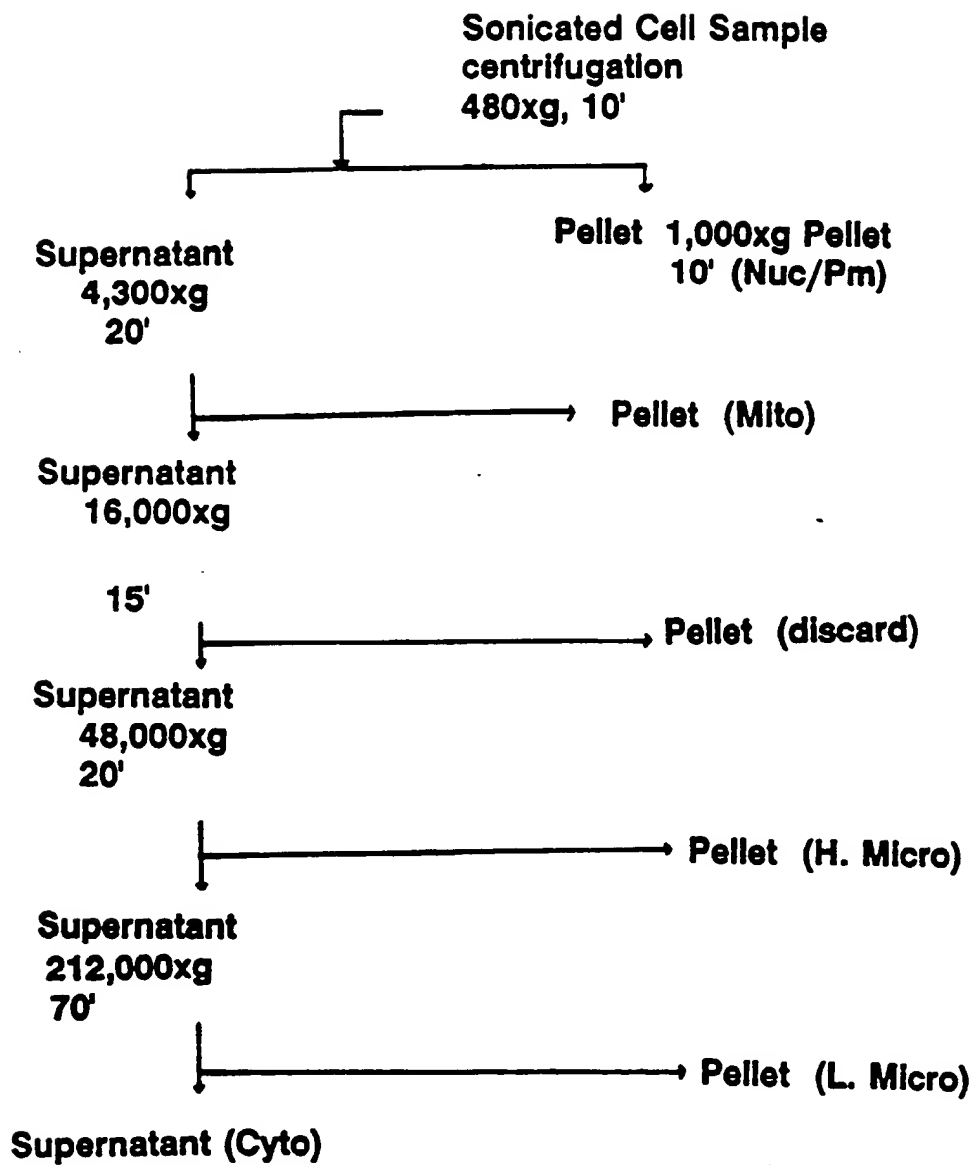 Sonicated Cell Sample
centrifugation
480xg, 10'
Supernatant
4,300xg
20'
Pellet 1,000xg Pellet
10' (Nuc/Pm)
Pellet (Mito)
Supernatant
16,000xg
15'
Pellet (discard)
Supernatant
48,000xg
20'
Pellet (H. Micro)
Supernatant
212,000xg
70'
Pellet (L. Micro)
Supernatant (Cyto)